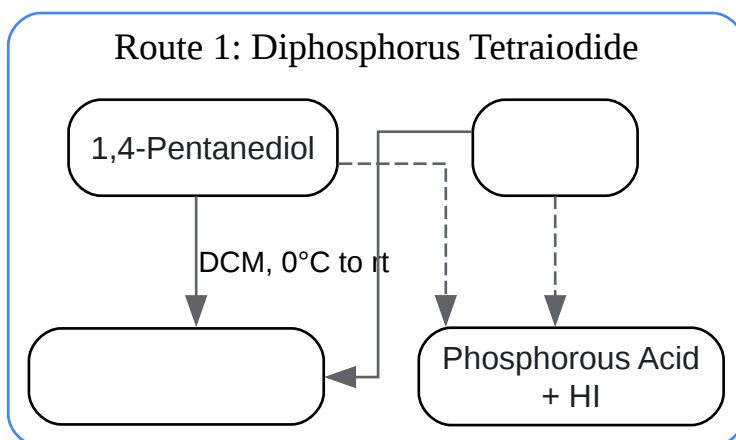 Route 1: Diphosphorus Tetraiodide
1,4-Pentanediol
DCM, 0°C to rt
Phosphorous Acid
+ HI